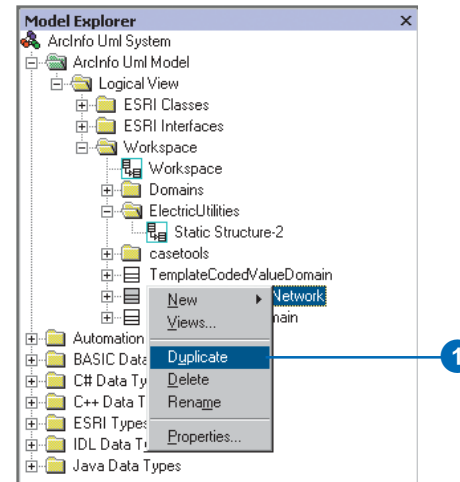 Model Explorer ×
ArcInfo Uml System
ArcInfo Uml Model
Logical View
ESRI Classes
ESRI Interfaces
Workspace
Workspace
Domains
ElectricUtilities
Static Structure-2
casetools
TemplateCodedValueDomain
Network
New
Views...
Automation
BASIC Data
Duplicate
1
C# Data Ty
Delete
C++ Data T
Rename
ESRI Types
IDL Data Ty
Properties...
Java Data Types